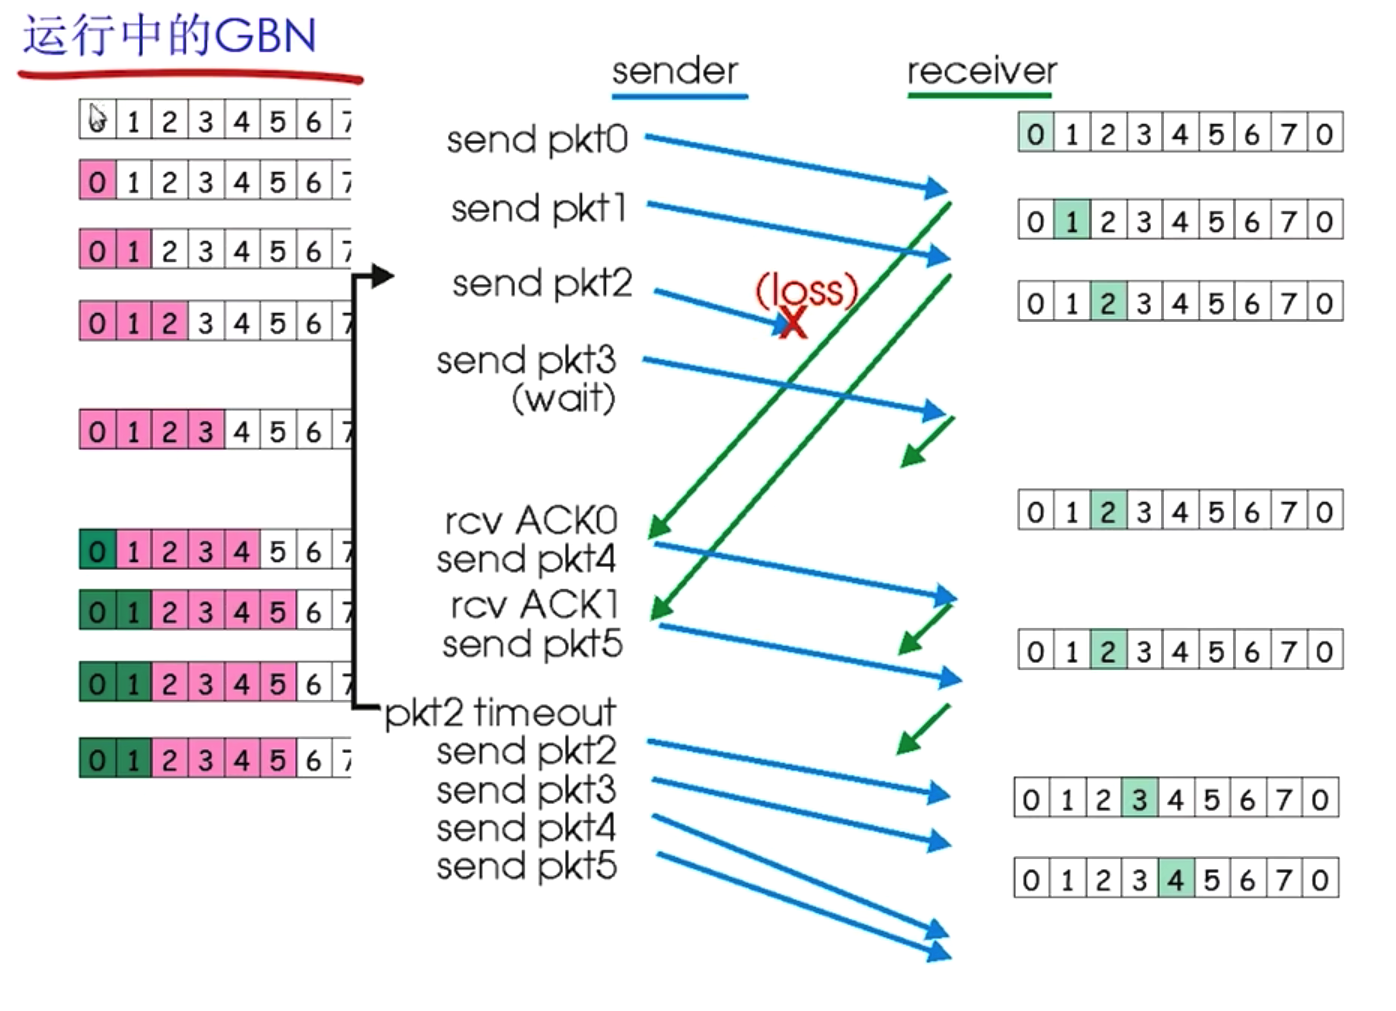 运行中的GBN
sender
receiver
0 1 2 3 4 5 6 7
send pkt0
0 1 2 3 4 5 6 7 0
0 1 2 3 4 5 6 7
send pkt1
0 1 2 3 4 5 6 7 0
0 1 2 3 4 5 6 7
send pkt2
(loss)
X
0 1 2 3 4 5 6 7 0
0 1 2 3 4 5 6 7
send pkt3
(wait)
0 1 2 3 4 5 6 7
0 1 2 3 4 5 6 7 0
rcv ACK0
send pkt4
0 1 2 3 4 5 6 7
rcv ACK1
send pkt5
0 1 2 3 4 5 6 7
0 1 2 3 4 5 6 7 0
0 1 2 3 4 5 6 7
pkt2 timeout
send pkt2
0 1 2 3 4 5 6 7
send pkt3
0 1 2 3 4 5 6 7 0
send pkt4
send pkt5
0 1 2 3 4 5 6 7 0